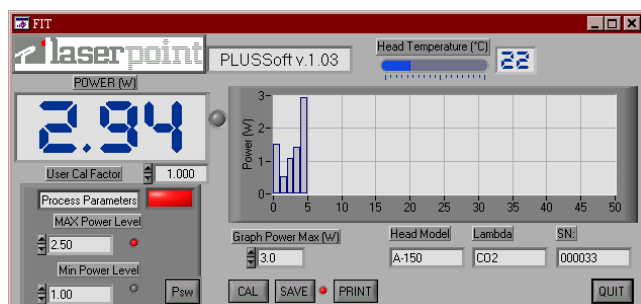 FIT
laserpoint
PLUSSoft v.1.03
Head Temperature (°C)
22
POWER (W)
2.94
User Cal Factor
1.000
Process Parameters
MAX Power Level
2.50
Min Power Level
1.00
Psw
Power (W)
3-
2-
1-
0-
0 5 10 15 20 25 30 35 40 45 50
Graph Power Max (W)
3.0
Head Model
A-150
Lambda
CO2
SN:
000033
CAL
SAVE
PRINT
QUIT